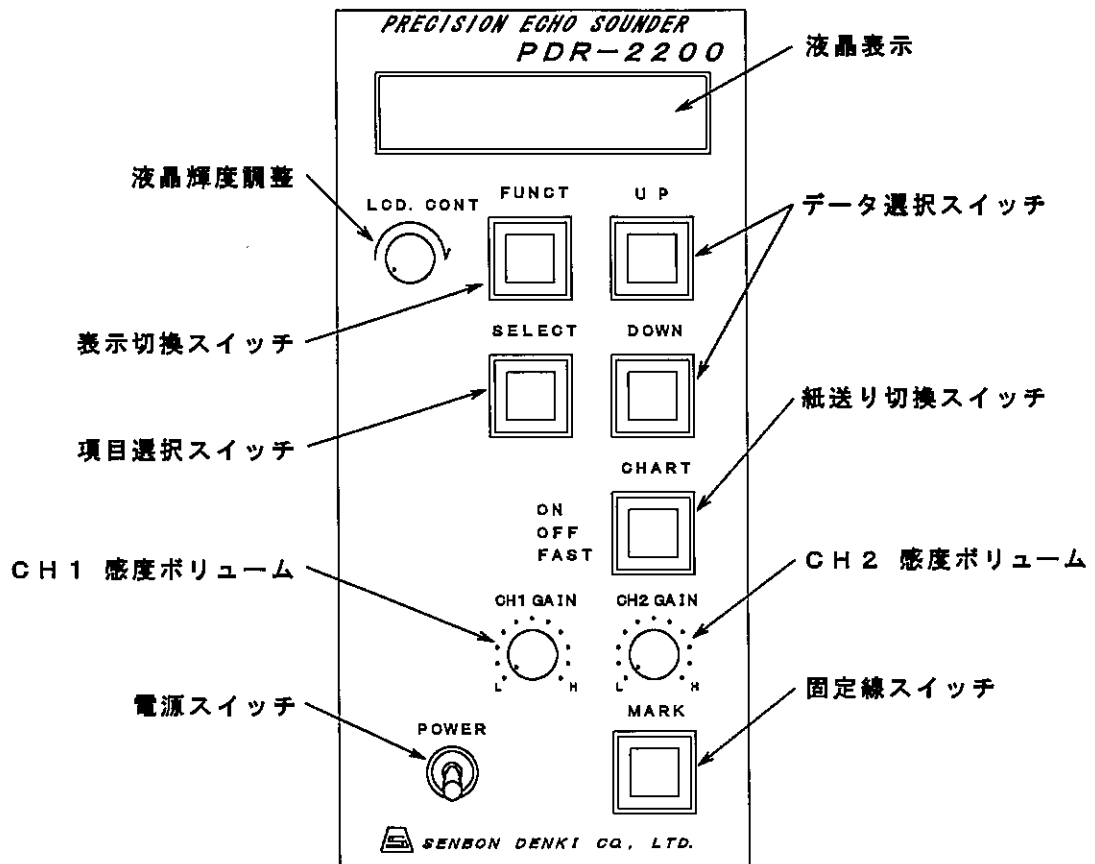 PRECISION ECHO SOUNDER
PDR-2200
液晶表示
液晶輝度調整
LCD. CONT
FUNCT
UP
データ選択スイッチ
表示切換スイッチ
SELECT
DOWN
紙送り切換スイッチ
項目選択スイッチ
CHART
ON
OFF
FAST
CH1 感度ボリューム
CH2 感度ボリューム
CH1 GAIN
CH2 GAIN
L
H
L
H
固定線スイッチ
電源スイッチ
MARK
POWER
S SENBON DENKI CO., LTD.